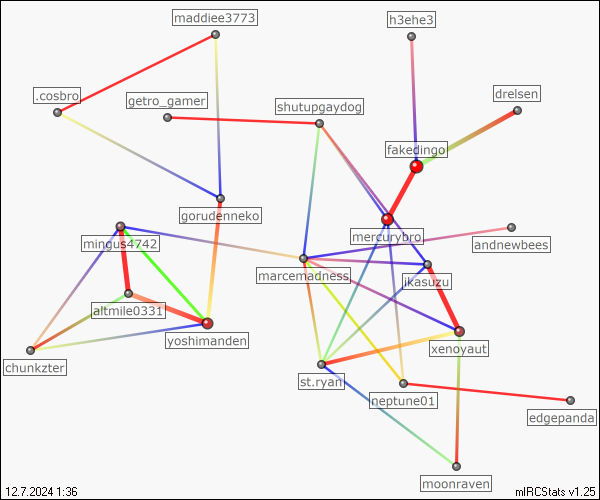 maddiee3773
h3ehe3
.cosbro
getro_gamer
shutupgaydog
drelsen
fakedingo
gorudenneko
mingus4742
mercurybro
andnewbees
marcemadness
jkasuzu
altmile0331
yoshimanden
xenoyaut
chunkzter
st.ryan
neptune01
edgepanda
moonraven
12.7.2024 1:36
mIRCStats v1.25